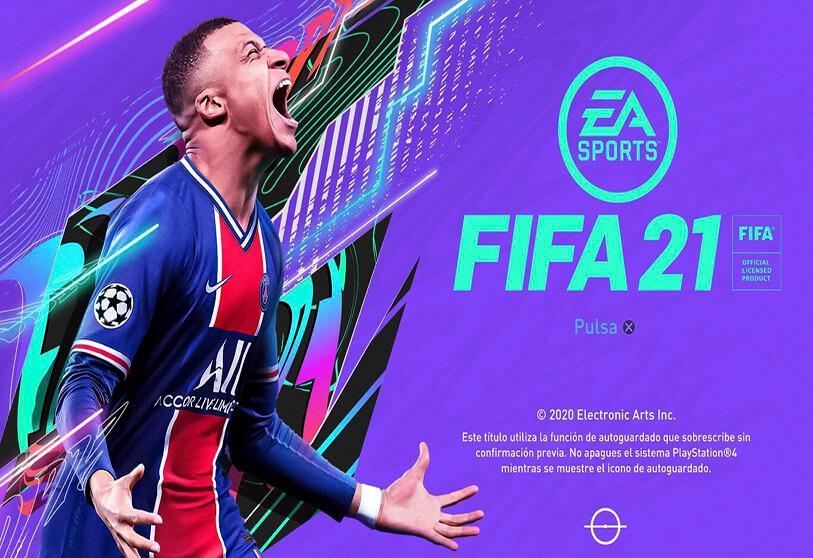 EA
SPORTS
FIFA 21
FIFA
OFFICIAL
LICENSED
PRODUCT
Pulsa
ALL
ACCOR LIVE LIMI
© 2020 Electronic Arts Inc.
Este título utiliza la función de autoguardado que sobrescribe sin
confirmación previa. No apagues el sistema PlayStation®4
mientras se muestre el icono de autoguardado.